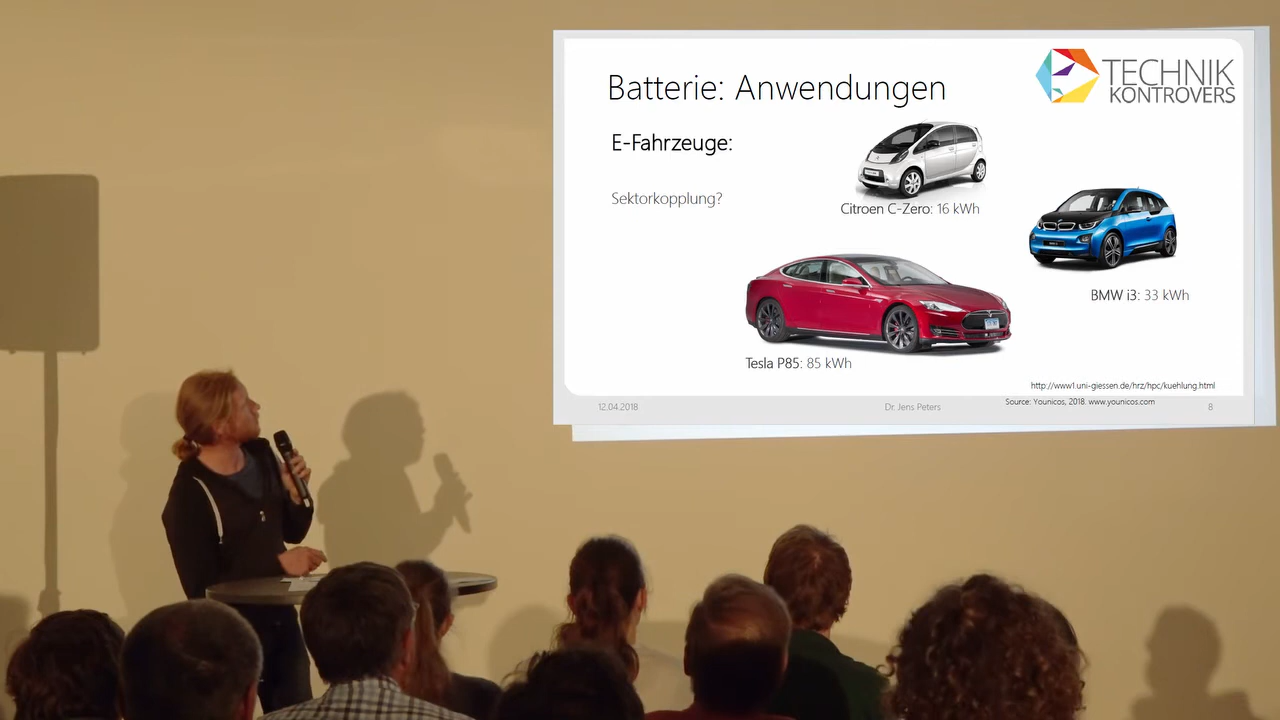 Batterie: Anwendungen
TECHNIK
KONTROVERS
E-Fahrzeuge:
Sektorkopplung?
Citroen C-Zero: 16 kWh
BMW i3: 33 kWh
Tesla P85: 85 kWh
http://www1.uni-giessen.de/hrz/hpc/kuehlung.html
Source: Younicos, 2018. www.younicos.com
12.04.2018
Dr. Jens Peters
8